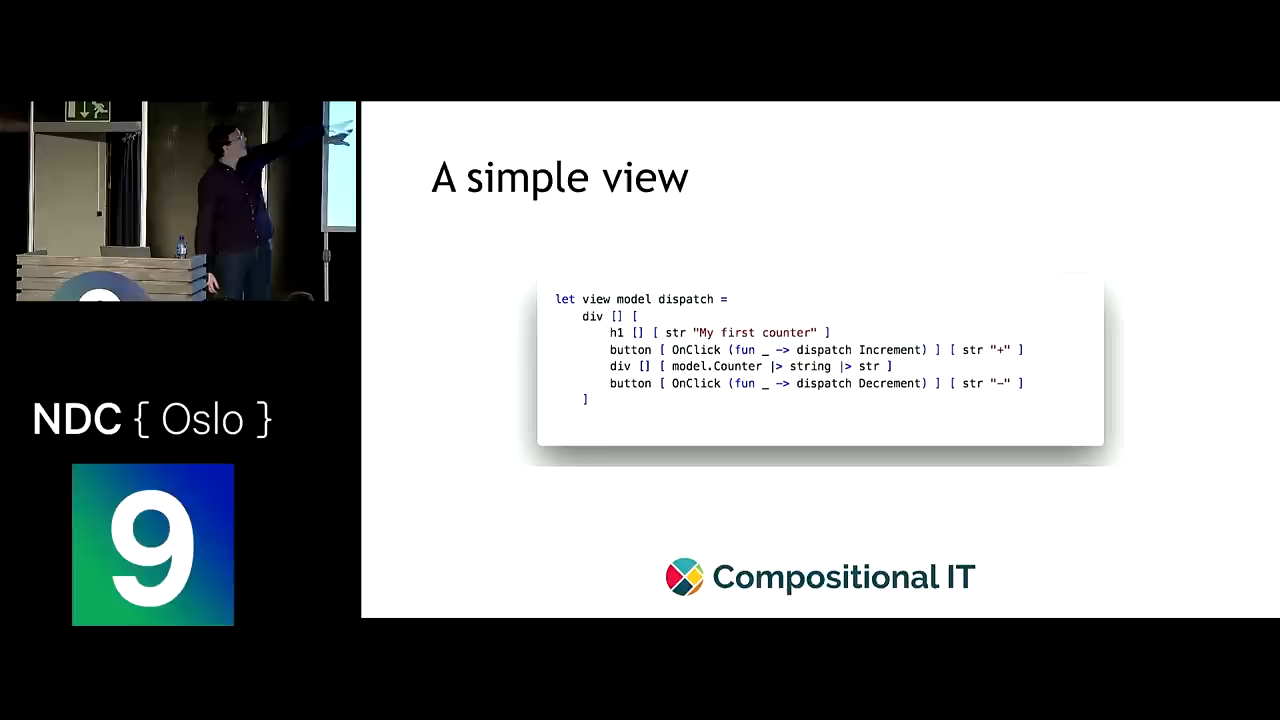 A simple view
let view model dispatch =
div [] [
h1 [] [ str "My first counter" ]
button [ OnClick (fun _ -> dispatch Increment) ] [ str "+" ]
div [] [ model.Counter |> string |> str ]
button [ OnClick (fun _ -> dispatch Decrement) ] [ str "-" ]
]
NDC { Oslo }
9
Compositional IT